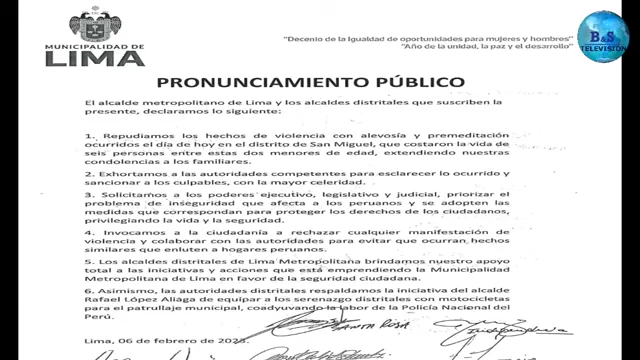 MUNICIPALIDAD DE
LIMA
"Decenio de la Igualdad de oportunidades para mujeres y hombres"
"Año de la unidad, la paz y el desarrollo"
B&S
TELEVISIÓN
PRONUNCIAMIENTO PÚBLICO
El alcalde metropolitano de Lima y los alcaldes distritales que suscriben la
presente, declaramos lo siguiente:
1. Repudiamos los hechos de violencia con alevosía y premeditación
ocurridos el día de hoy en el distrito de San Miguel, que costaron la vida de
seis personas entre estas dos menores de edad, extendiendo nuestras
condolencias a los familiares.
2. Exhortamos a las autoridades competentes para esclarecer lo ocurrido y
sancionar a los culpables, con la mayor celeridad.
3. Solicitamos a los poderes ejecutivo, legislativo y judicial, priorizar el
problema de inseguridad que afecta a los peruanos y se adopten las
medidas que correspondan para proteger los derechos de los ciudadanos,
privilegiando la vida y la seguridad.
4. Invocamos a la ciudadanía a rechazar cualquier manifestación de
violencia y colaborar con las autoridades para evitar que ocurran hechos
similares que enluten a hogares peruanos.
5. Los alcaldes distritales de Lima Metropolitana brindamos nuestro apoyo
total a las iniciativas y acciones que está emprendiendo la Municipalidad
Metropolitana de Lima en favor de la seguridad ciudadana.
6. Asimismo, las autoridades distritales respaldamos la iniciativa del alcalde
Rafael López Aliaga de equipar a los serenazgo distritales con motocicletas
para el patrullaje municipal, coadyuvando la labor de la Policía Nacional del
Perú.
SANTA ROSA
Lima, 06 de febrero de 2023.